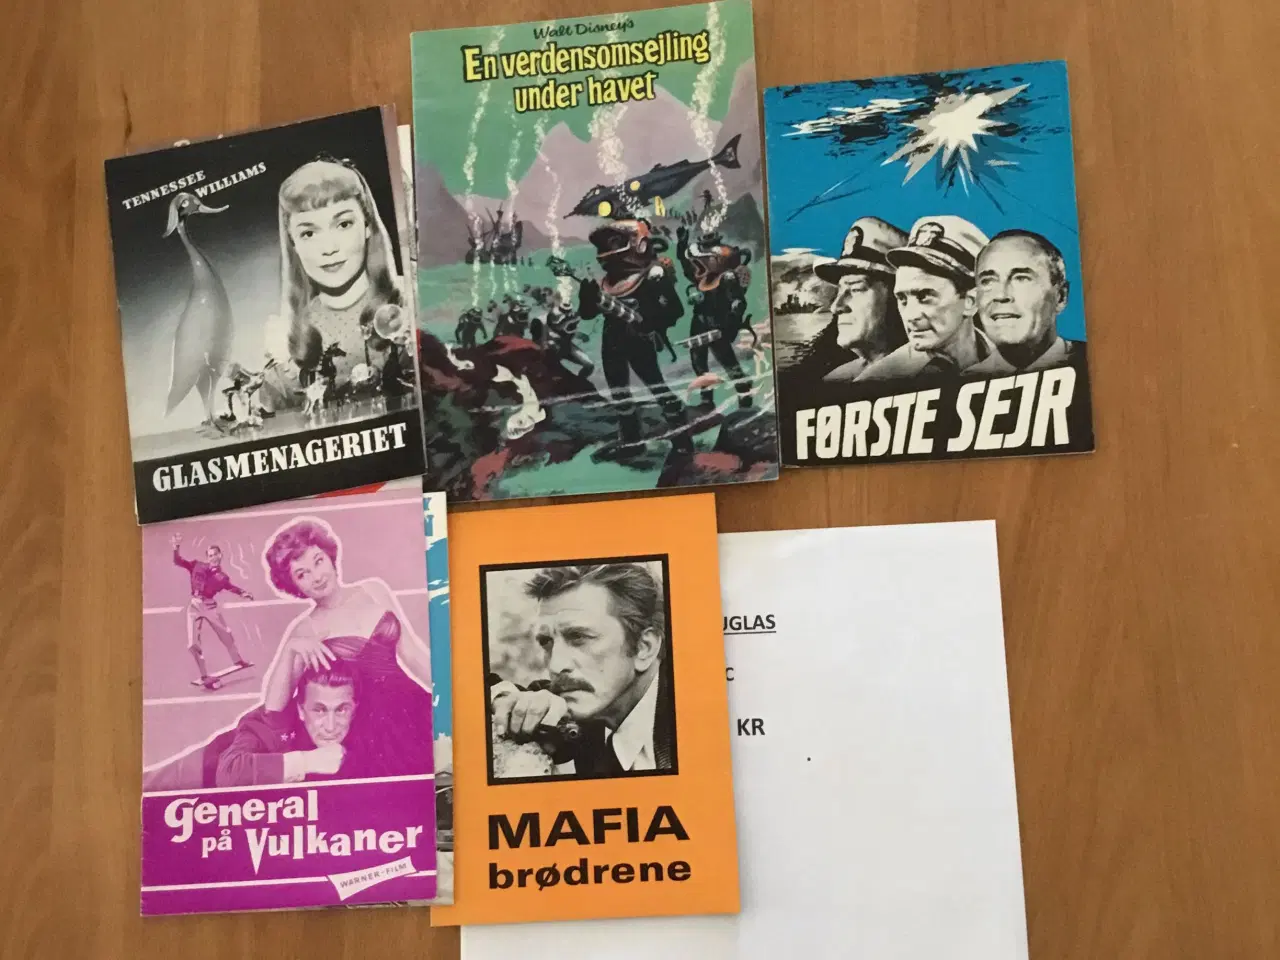 TENNESSEE
WILLIAMS
GLASMENAGERIET
Walt Disney's
En verdensomsejling
under havet
FØRSTE SEJR
General
på Vulkaner
WARNER-FILM
MAFIA
brødrene
UGLAS
C
KR